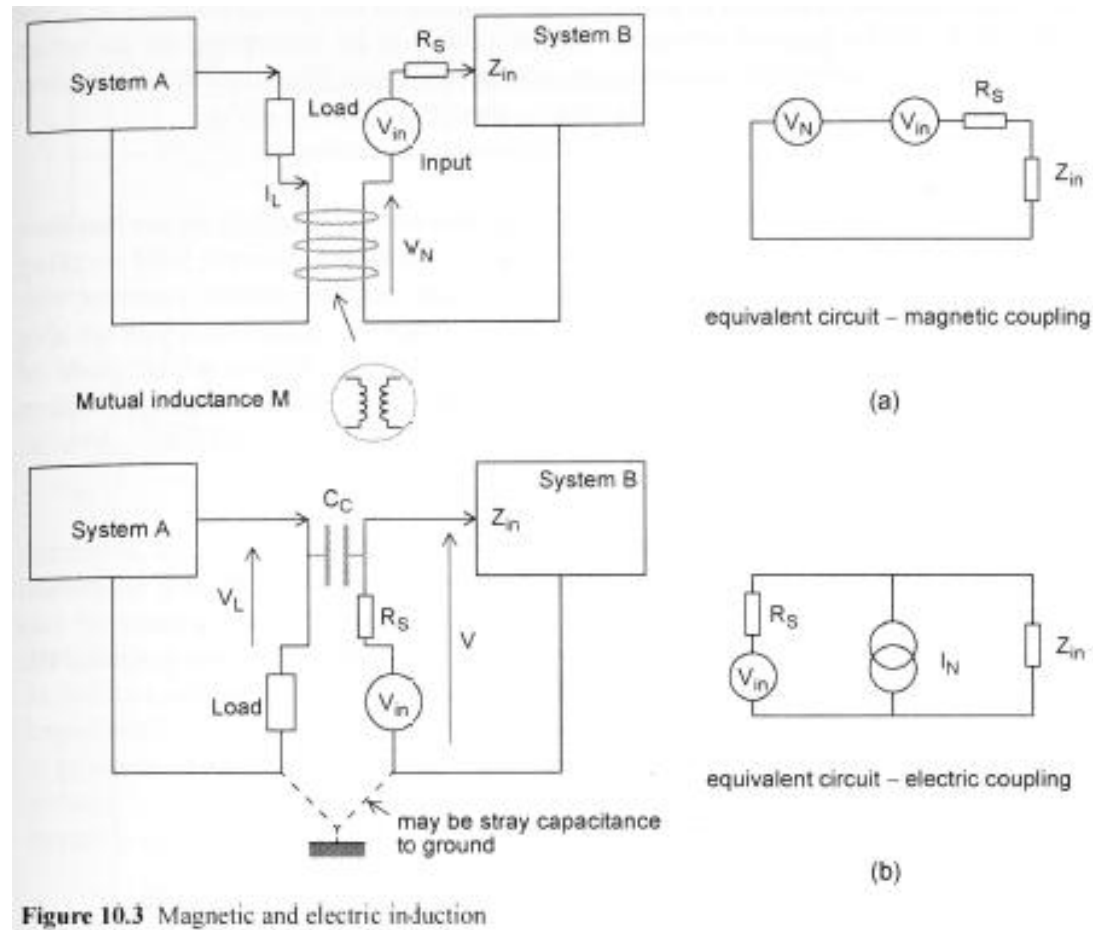 System A
Load
I_L
R_S
V_in
Input
V_N
System B
Z_in
Mutual inductance M
V_N
V_in
R_S
Z_in
equivalent circuit – magnetic coupling
(a)
System A
V_L
Load
C_C
R_S
V_in
V
System B
Z_in
may be stray capacitance
to ground
R_S
V_in
I_N
Z_in
equivalent circuit – electric coupling
(b)
Figure 10.3 Magnetic and electric induction